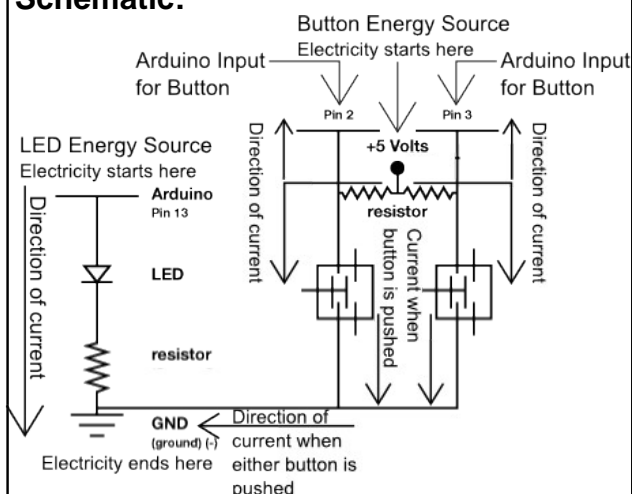 Schematic:
Button Energy Source
Electricity starts here
Arduino Input
for Button
Arduino Input
for Button
Pin 2
Pin 3
+5 Volts
resistor
Direction of current
Direction of current
LED Energy Source
Electricity starts here
Arduino
Pin 13
Direction of current
LED
resistor
Current when
button is pushed
GND
(ground) (-)
Electricity ends here
Direction of
current when
either button is
pushed